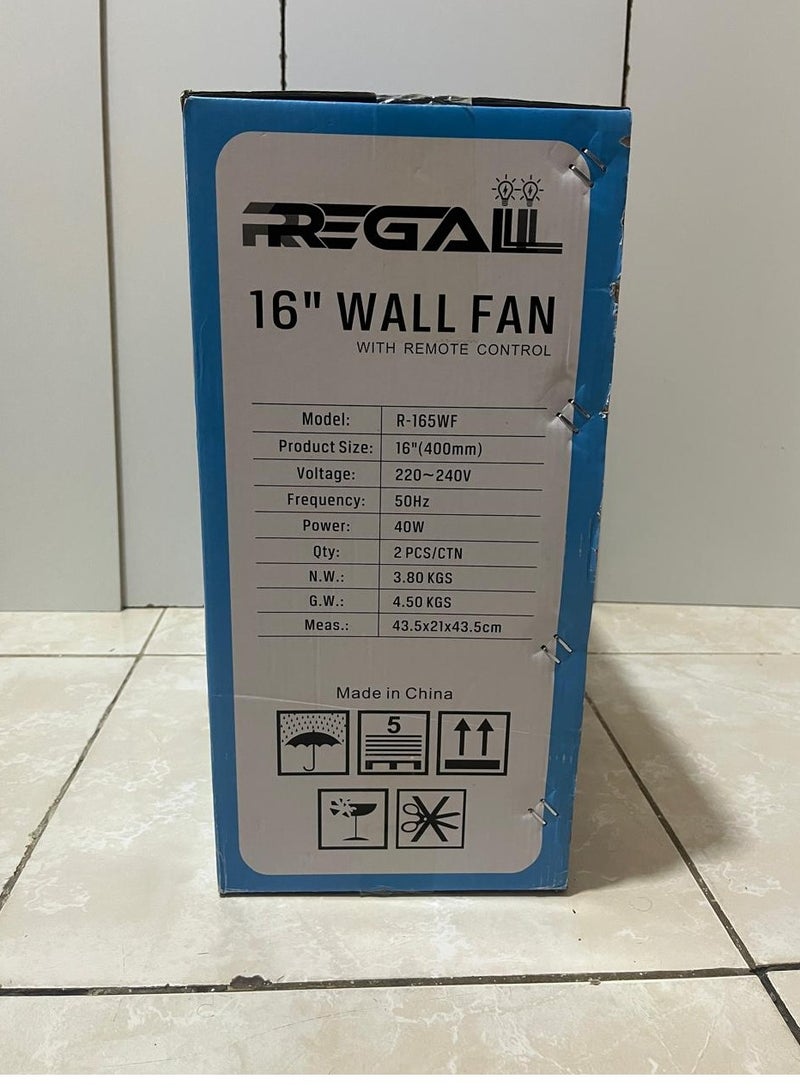 REGAL
16" WALL FAN
WITH REMOTE CONTROL
Model: R-165WF
Product Size: 16"(400mm)
Voltage: 220~240V
Frequency: 50Hz
Power: 40W
Qty: 2 PCS/CTN
N.W.: 3.80 KGS
G.W.: 4.50 KGS
Meas.: 43.5x21x43.5cm
Made in China
5